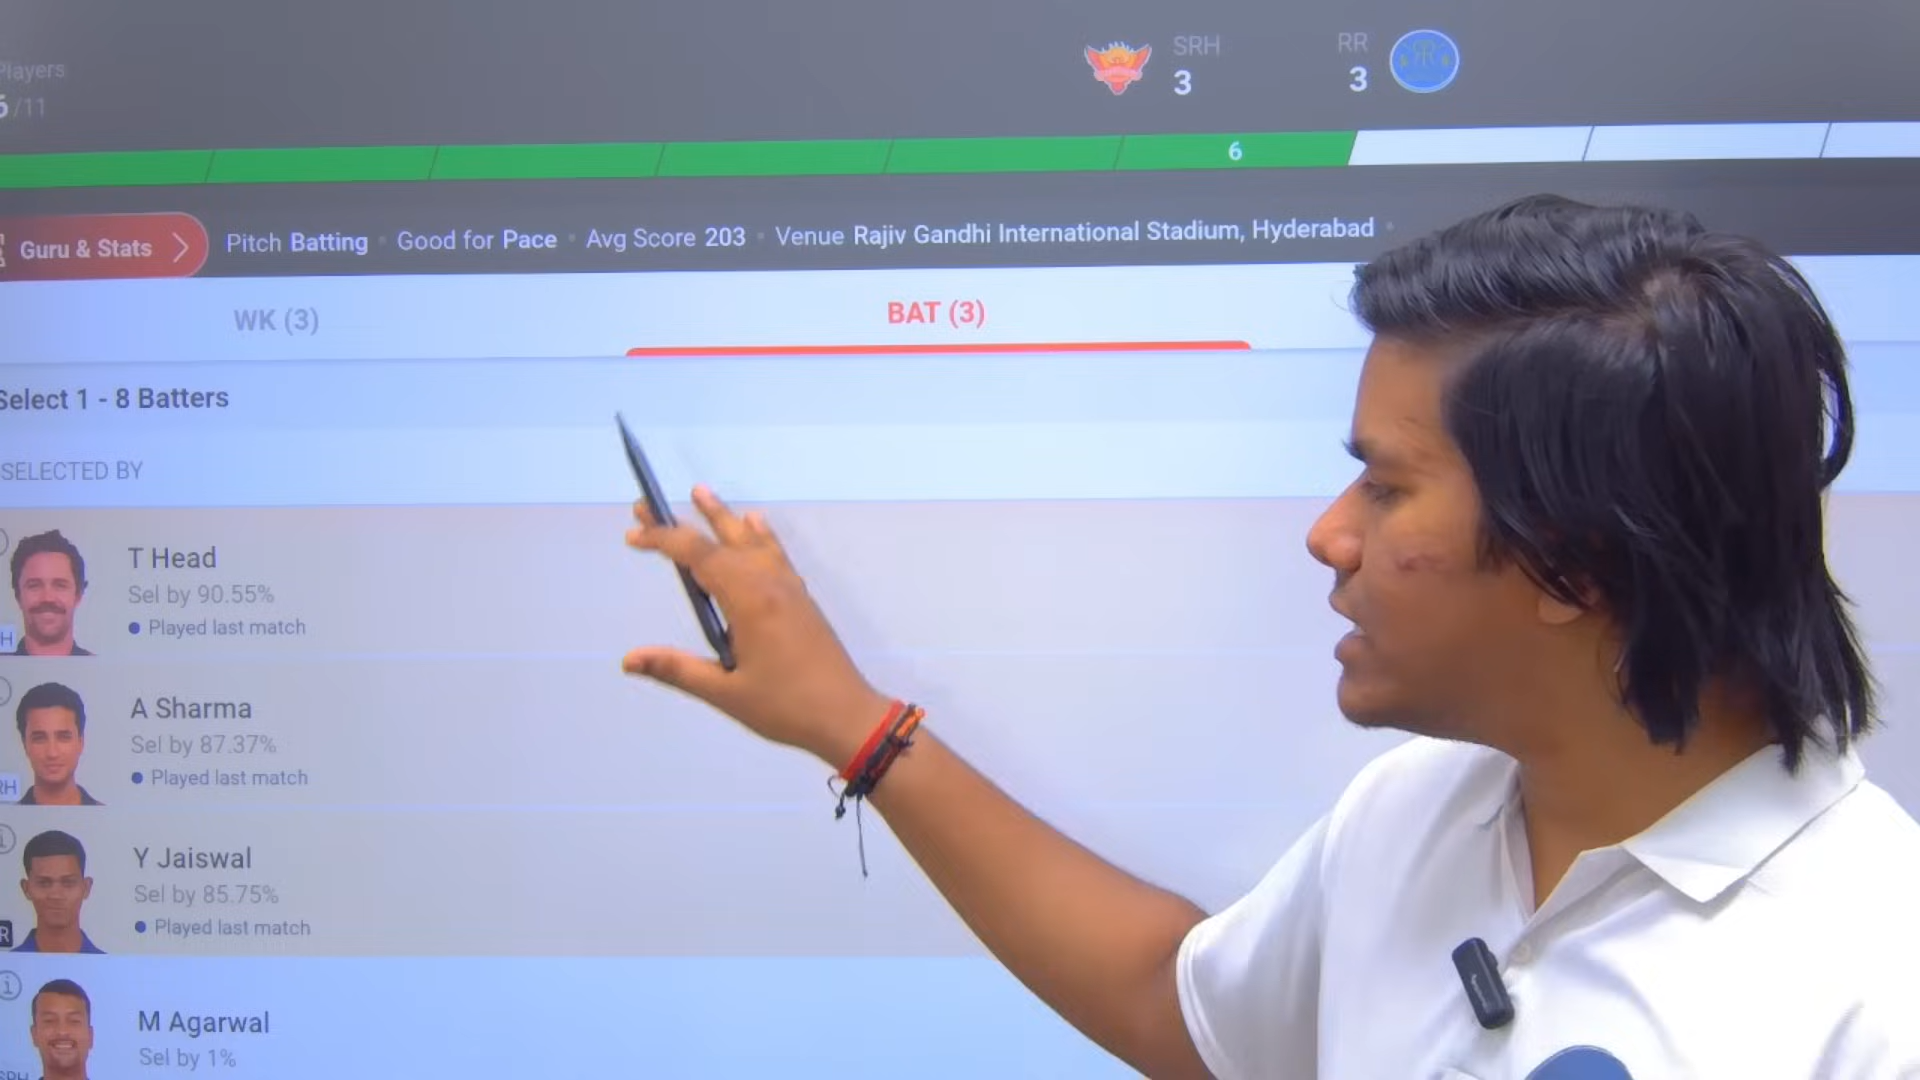 Players
6/11
SRH
3
RR
3
6
Guru & Stats
Pitch Batting • Good for Pace • Avg Score 203 • Venue Rajiv Gandhi International Stadium, Hyderabad •
WK (3)
BAT (3)
Select 1 - 8 Batters
SELECTED BY
T Head
Sel by 90.55%
Played last match
A Sharma
Sel by 87.37%
Played last match
Y Jaiswal
Sel by 85.75%
Played last match
M Agarwal
Sel by 1%